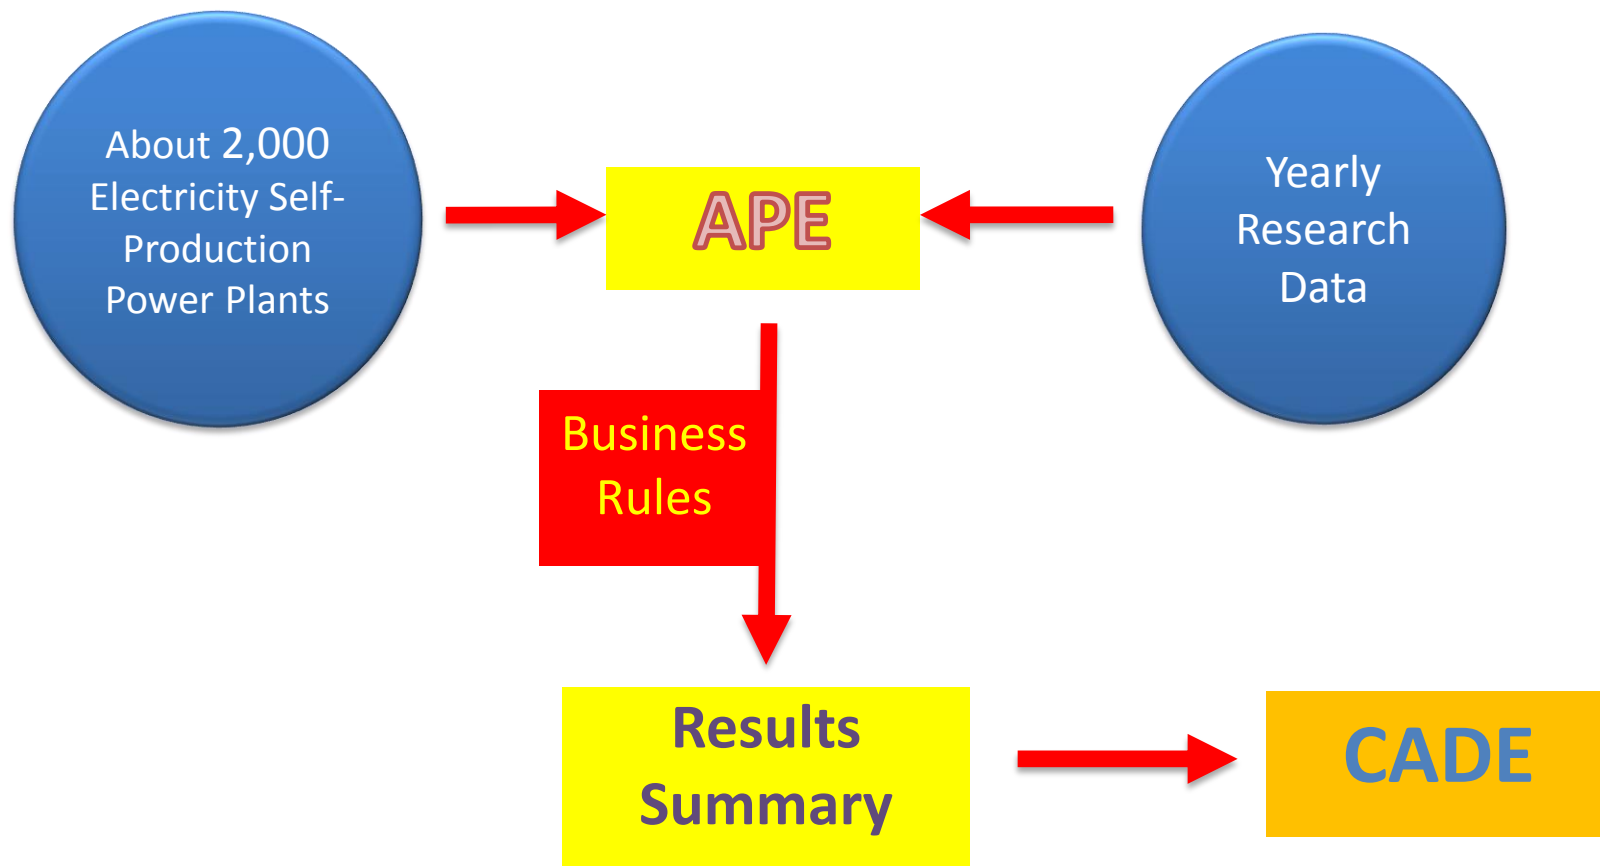 About 2,000
Electricity Self-
Production
Power Plants
APE
Yearly
Research
Data
Business
Rules
Results
Summary
CADE